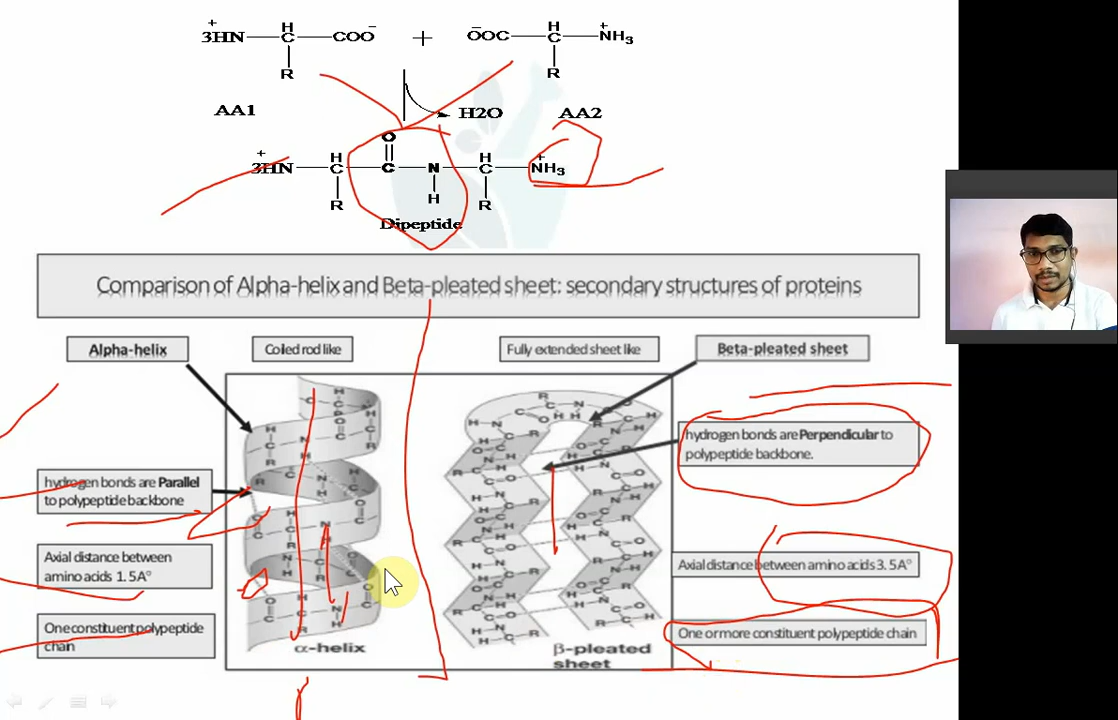 3HN + H C COO - + - OOC H C NH3 +
R R
AA1 H2O AA2
O
3HN + H C C N H C NH3 +
R H R
Dipeptide
Comparison of Alpha-helix and Beta-pleated sheet: secondary structures of proteins
Alpha-helix
Coiled rod like
Fully extended sheet like
Beta-pleated sheet
hydrogen bonds are Parallel
to polypeptide backbone
Axial distance between
amino acids 1.5A°
One constituent polypeptide
chain
α-helix
β-pleated
sheet
hydrogen bonds are Perpendicular to
polypeptide backbone.
Axial distance between amino acids 3.5A°
One or more constituent polypeptide chain